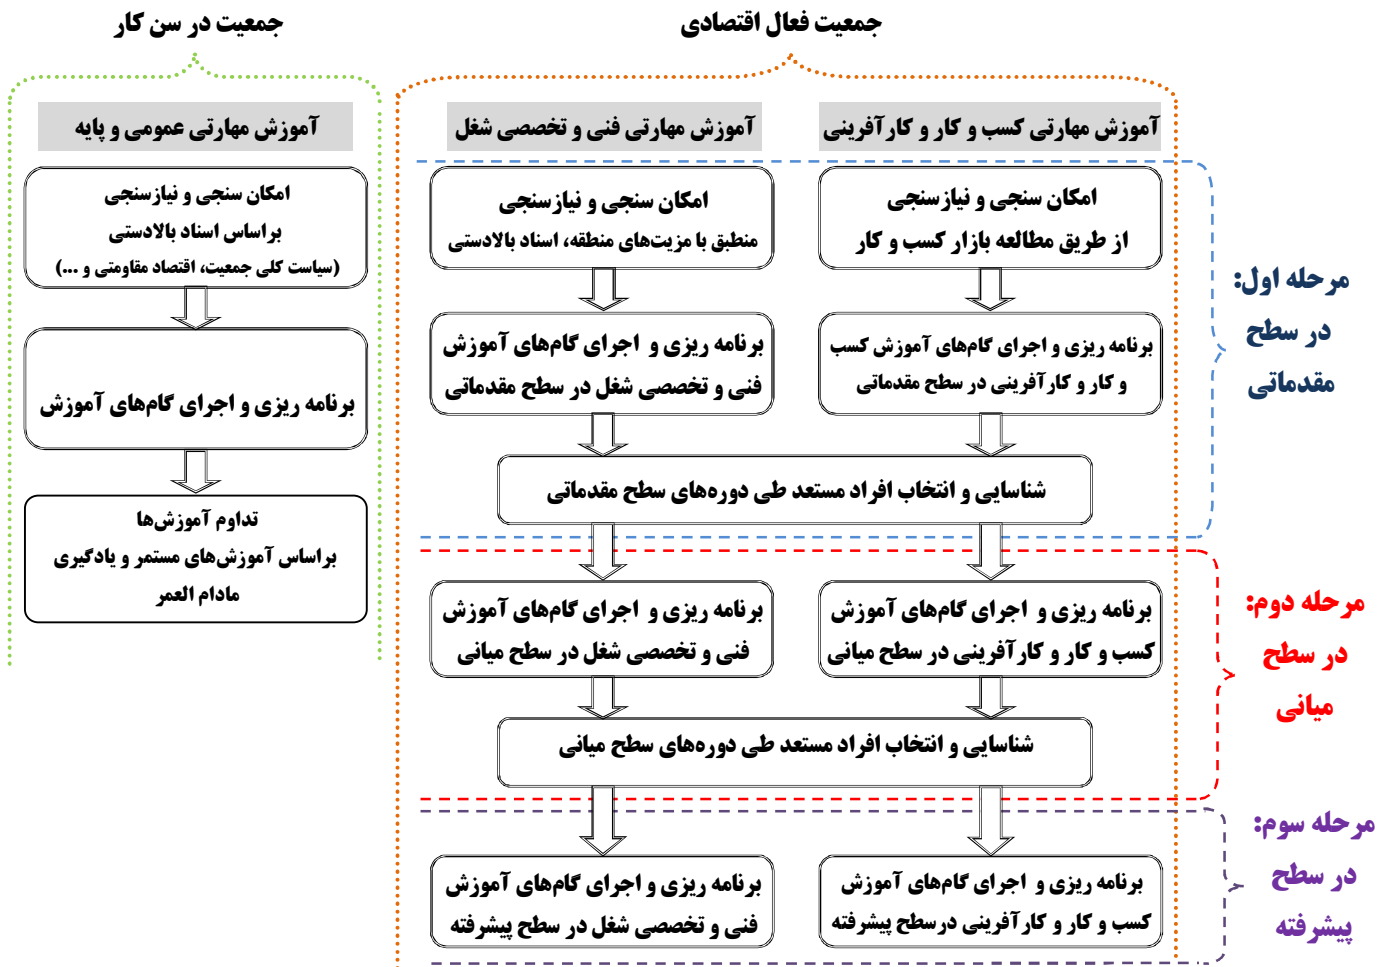 جمعیت فعال اقتصادی
جمعیت در سن کار
آموزش مهارتی کسب و کار و کارآفرینی
آموزش مهارتی فنی و تخصصی شغل
آموزش مهارتی عمومی و پایه
امکان سنجی و نیازسنجی
از طریق مطالعه بازار کسب و کار
امکان سنجی و نیازسنجی
منطبق با مزیت‌های منطقه، اسناد بالادستی
امکان سنجی و نیازسنجی
براساس اسناد بالادستی
(سیاست کلی جمعیت، اقتصاد مقاومتی و ...)
مرحله اول:
در سطح
مقدماتی
برنامه ریزی و اجرای گام‌های آموزش کسب
و کار و کارآفرینی در سطح مقدماتی
برنامه ریزی و اجرای گام‌های آموزش
فنی و تخصصی شغل در سطح مقدماتی
برنامه ریزی و اجرای گام‌های آموزش
شناسایی و انتخاب افراد مستعد طی دوره‌های سطح مقدماتی
تداوم آموزش‌ها
براساس آموزش‌های مستمر و یادگیری
مادام العمر
مرحله دوم:
در سطح
میانی
برنامه ریزی و اجرای گام‌های آموزش
کسب و کار و کارآفرینی در سطح میانی
برنامه ریزی و اجرای گام‌های آموزش
فنی و تخصصی شغل در سطح میانی
شناسایی و انتخاب افراد مستعد طی دوره‌های سطح میانی
مرحله سوم:
در سطح
پیشرفته
برنامه ریزی و اجرای گام‌های آموزش
کسب و کار و کارآفرینی درسطح پیشرفته
برنامه ریزی و اجرای گام‌های آموزش
فنی و تخصصی شغل در سطح پیشرفته